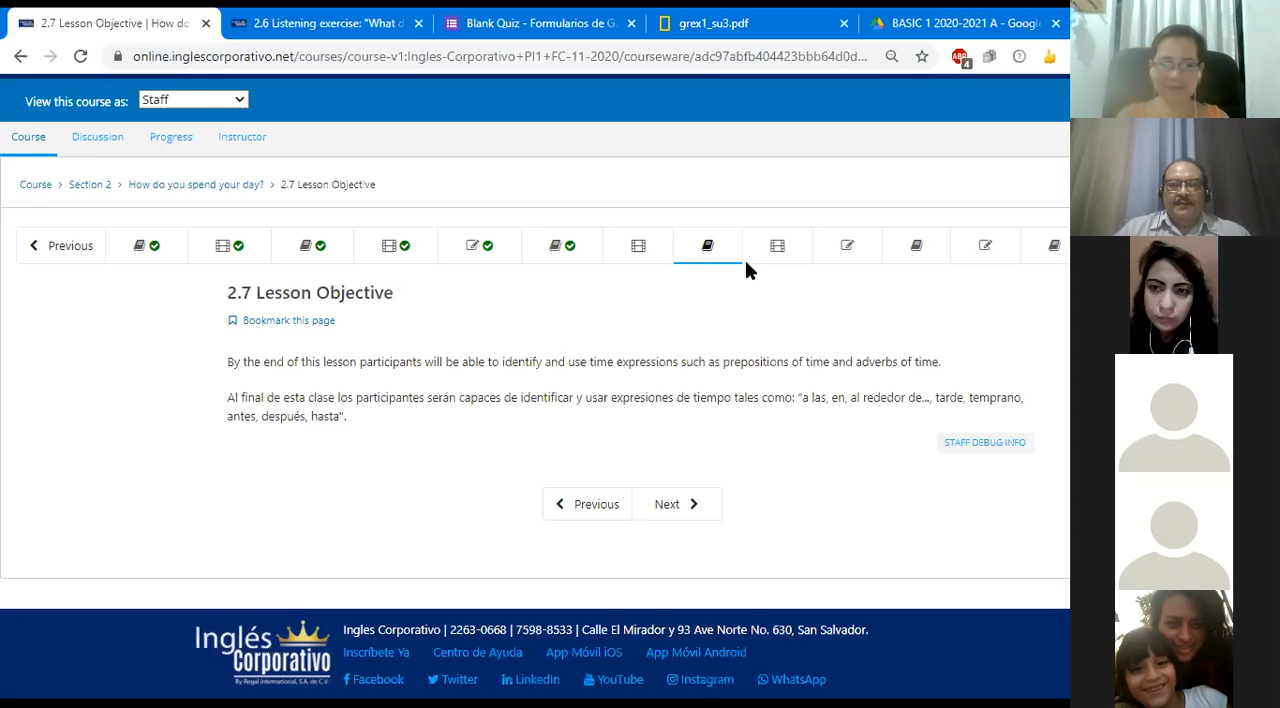 2.7 Lesson Objective | How do
2.6 Listening exercise: "What d
Blank Quiz - Formularios de G
grex1_su3.pdf
BASIC 1 2020-2021 A - Google
online.inglescorporativo.net/courses/course-v1:Ingles-Corporativo+PI1+FC-11-2020/courseware/adc97abfb404423bbb64d0d...
4
View this course as:
Staff
Course
Discussion
Progress
Instructor
Course > Section 2 > How do you spend your day? > 2.7 Lesson Objective
Previous
2.7 Lesson Objective
Bookmark this page
By the end of this lesson participants will be able to identify and use time expressions such as prepositions of time and adverbs of time.
Al final de esta clase los participantes serán capaces de identificar y usar expresiones de tiempo tales como: "a las, en, al rededor de..., tarde, temprano,
antes, después, hasta".
STAFF DEBUG INFO
Previous
Next
Inglés
Corporativo
By Regal International, S.A. de C.V.
Ingles Corporativo | 2263-0668 | 7598-8533 | Calle El Mirador y 93 Ave Norte No. 630, San Salvador.
Inscríbete Ya
Centro de Ayuda
App Móvil iOS
App Móvil Android
Facebook
Twitter
LinkedIn
YouTube
Instagram
WhatsApp